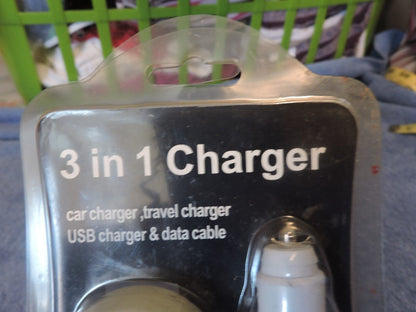 3 in 1 Charger
car charger ,travel charger
USB charger & data cable